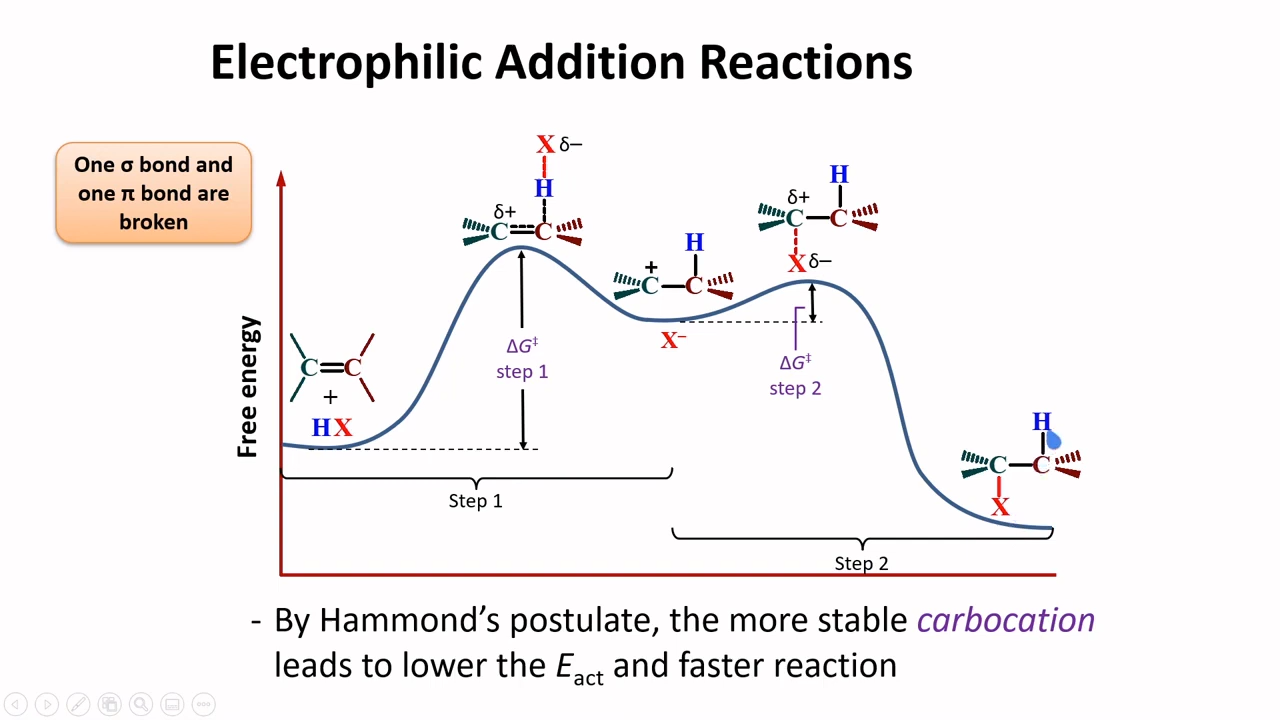 Electrophilic Addition Reactions
One σ bond and
one π bond are
broken
X δ–
H
δ+
C C
H
+
C C
X–
H
δ+
C C
X δ–
ΔG‡
step 1
ΔG‡
step 2
Free energy
C C
+
H X
H
C C
X
Step 1
Step 2
- By Hammond’s postulate, the more stable carbocation
leads to lower the Eact and faster reaction